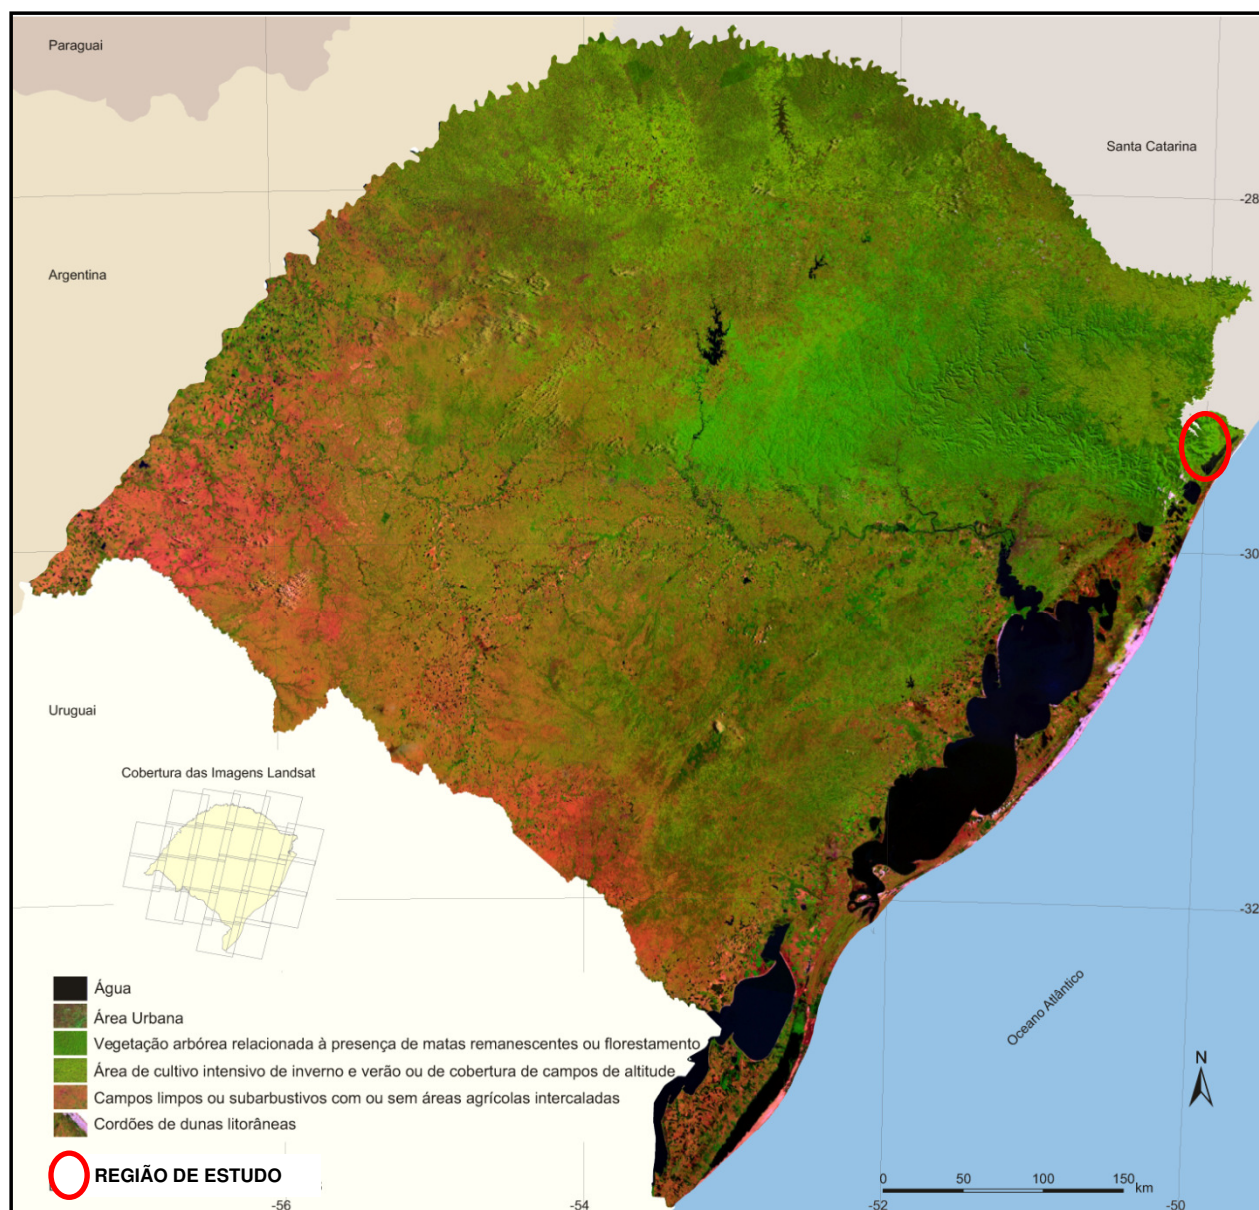 Paraguai
Santa Catarina
-28
Argentina
-30
Uruguai
Cobertura das Imagens Landsat
-32
Oceano Atlântico
Água
Área Urbana
Vegetação arbórea relacionada à presença de matas remanescentes ou florestamento
Área de cultivo intensivo de inverno e verão ou de cobertura de campos de altitude
Campos limpos ou subarbustivos com ou sem áreas agrícolas intercaladas
Cordões de dunas litorâneas
REGIÃO DE ESTUDO
N
0 50 100 150
km
-56 -54 -52 -50